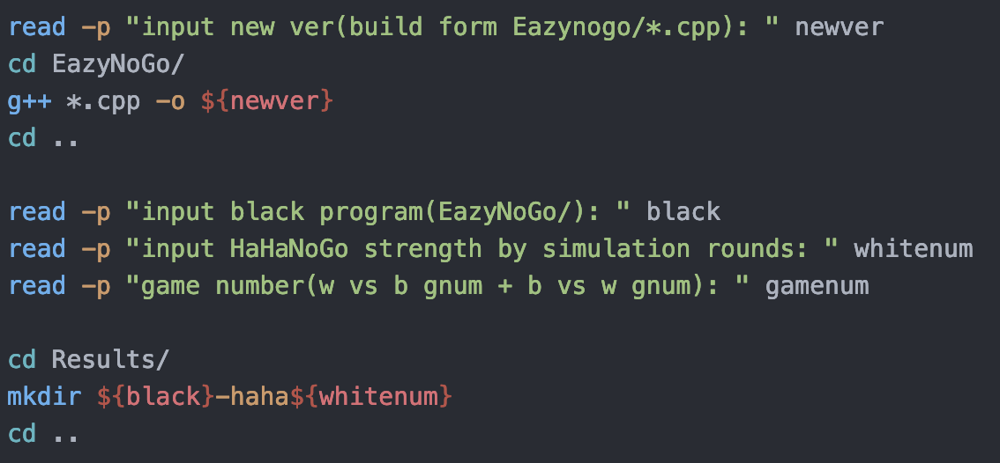 read -p "input new ver(build form Eazynogo/*.cpp): " newver
cd EazyNoGo/
g++ *.cpp -o ${newver}
cd ..
read -p "input black program(EazyNoGo/): " black
read -p "input HaHaNoGo strength by simulation rounds: " whitenum
read -p "game number(w vs b gnum + b vs w gnum): " gamenum
cd Results/
mkdir ${black}-haha${whitenum}
cd ..